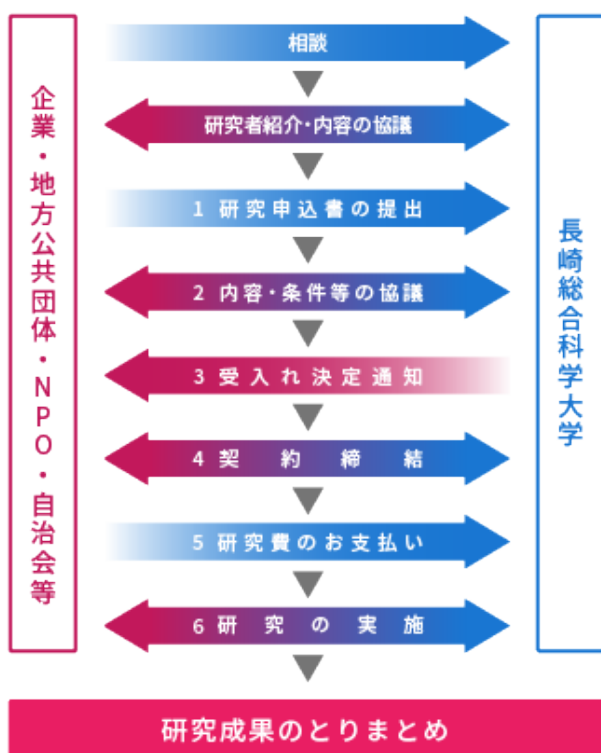 企業・地方公共団体・NPO・自治会等
相談
研究者紹介・内容の協議
1 研究申込書の提出
2 内容・条件等の協議
3 受入れ決定通知
4 契約締結
5 研究費のお支払い
6 研究の実施
長崎総合科学大学
研究成果のとりまとめ